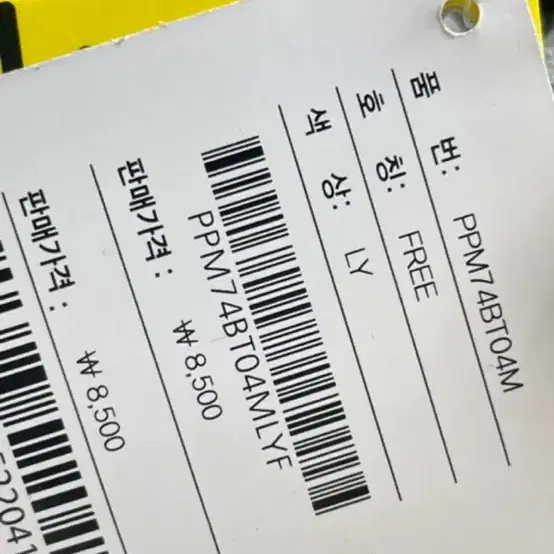 품 번: PPM74BT04M
호 칭: FREE
색 상: LY
PPM74BT04MLYF
판매가격 : ₩ 8,500
판매가격 : ₩ 8,500